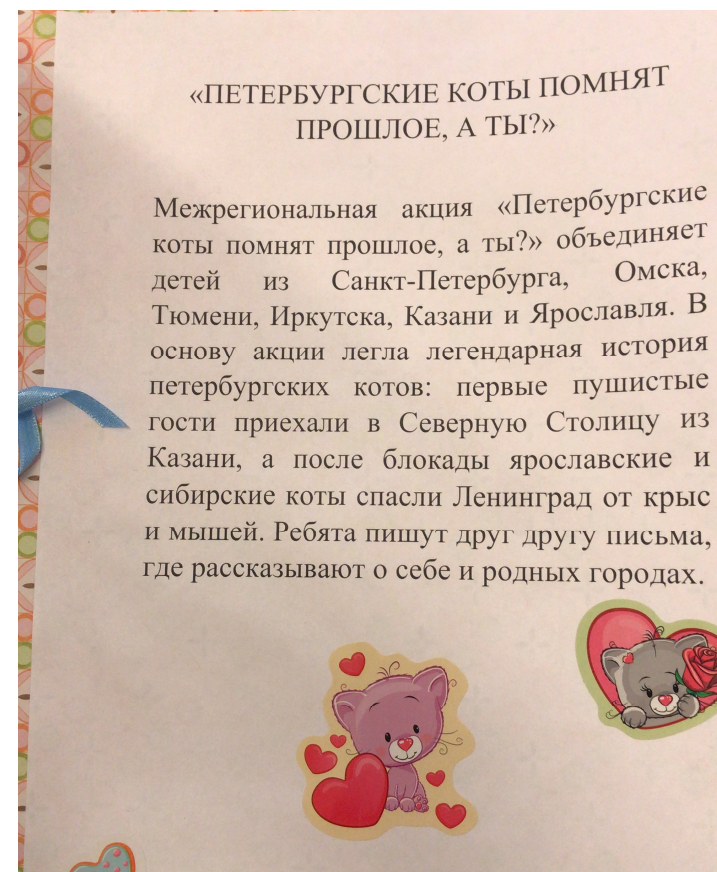 «ПЕТЕРБУРГСКИЕ КОТЫ ПОМНЯТ
ПРОШЛОЕ, А ТЫ?»
Межрегиональная акция «Петербургские
коты помнят прошлое, а ты?» объединяет
детей из Санкт-Петербурга, Омска,
Тюмени, Иркутска, Казани и Ярославля. В
основу акции легла легендарная история
петербургских котов: первые пушистые
гости приехали в Северную Столицу из
Казани, а после блокады ярославские и
сибирские коты спасли Ленинград от крыс
и мышей. Ребята пишут друг другу письма,
где рассказывают о себе и родных городах.